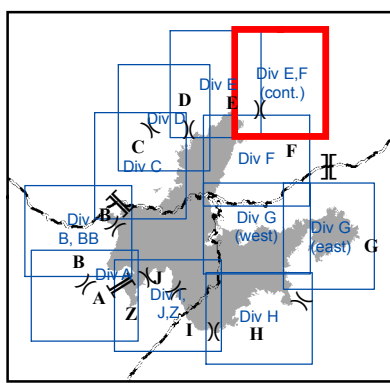 Div E,F
(cont.)
Div E
E
D
Div D
C
Div C
Div F
F
Div
B, BB
B
Div G
(west)
Div G
(east)
G
B
Div A
A
J
Z
Div I,
J,Z
I
Div H
H